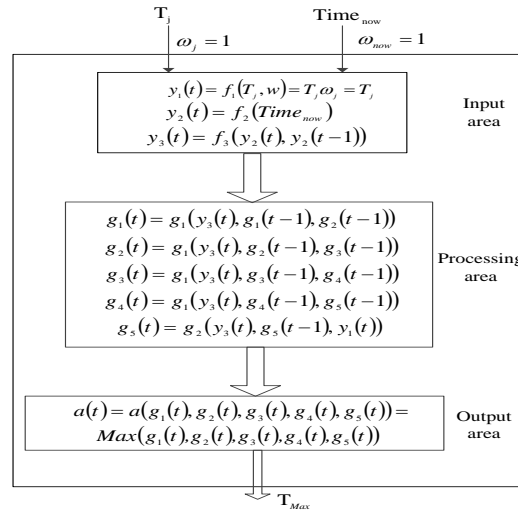 T_j Time_now
ω_j = 1 ω_now = 1
y_1(t) = f_1(T_j, w) = T_j ω_j = T_j
y_2(t) = f_2(Time_now)
y_3(t) = f_3(y_2(t), y_2(t−1))
Input
area
g_1(t) = g_1(y_3(t), g_1(t−1), g_2(t−1))
g_2(t) = g_1(y_3(t), g_2(t−1), g_3(t−1))
g_3(t) = g_1(y_3(t), g_3(t−1), g_4(t−1))
g_4(t) = g_1(y_3(t), g_4(t−1), g_5(t−1))
g_5(t) = g_2(y_3(t), g_5(t−1), y_1(t))
Processing
area
a(t) = a(g_1(t), g_2(t), g_3(t), g_4(t), g_5(t)) =
Max(g_1(t), g_2(t), g_3(t), g_4(t), g_5(t))
Output
area
T_Max